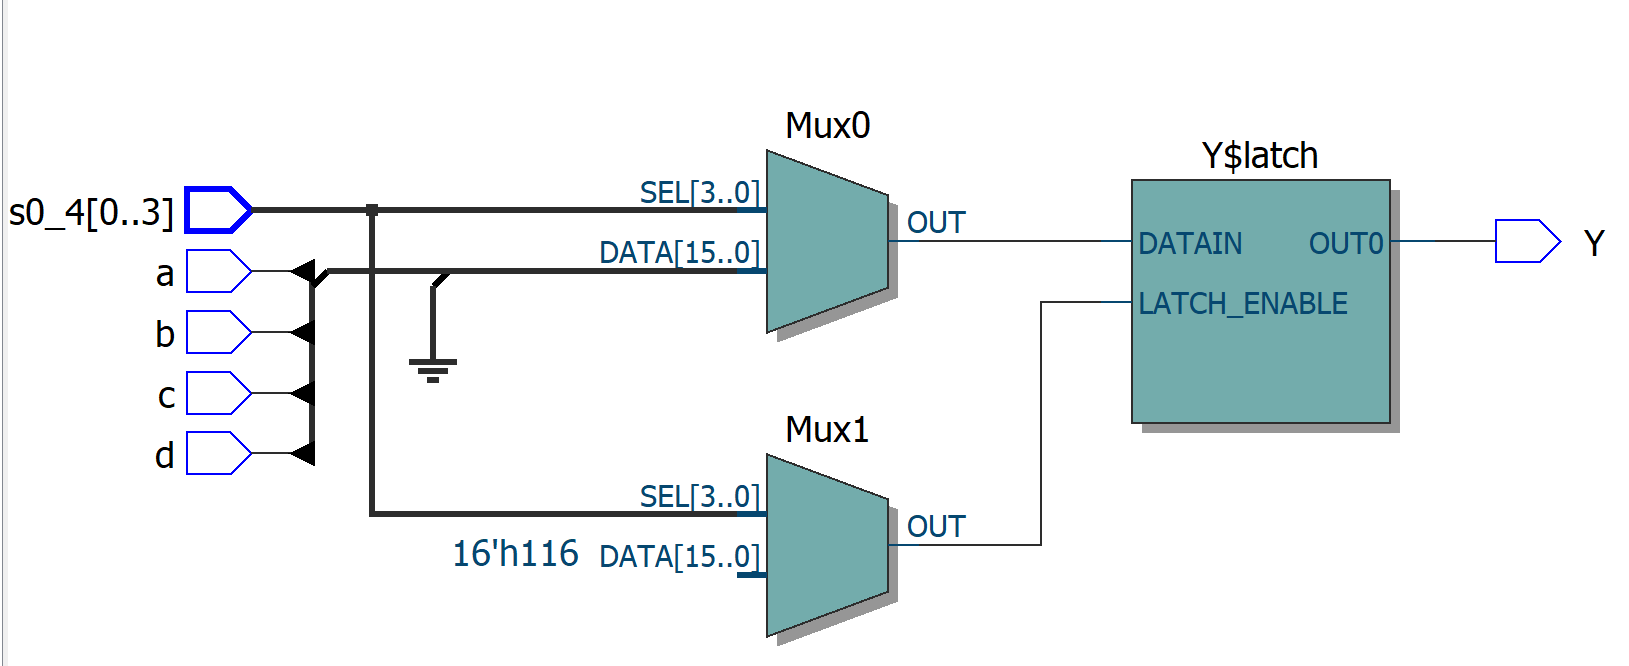 Mux0
Y$latch
s0_4[0..3]
SEL[3..0]
OUT
DATA[15..0]
DATAIN
OUT0
Y
a
LATCH_ENABLE
b
c
Mux1
d
SEL[3..0]
OUT
16'h116
DATA[15..0]